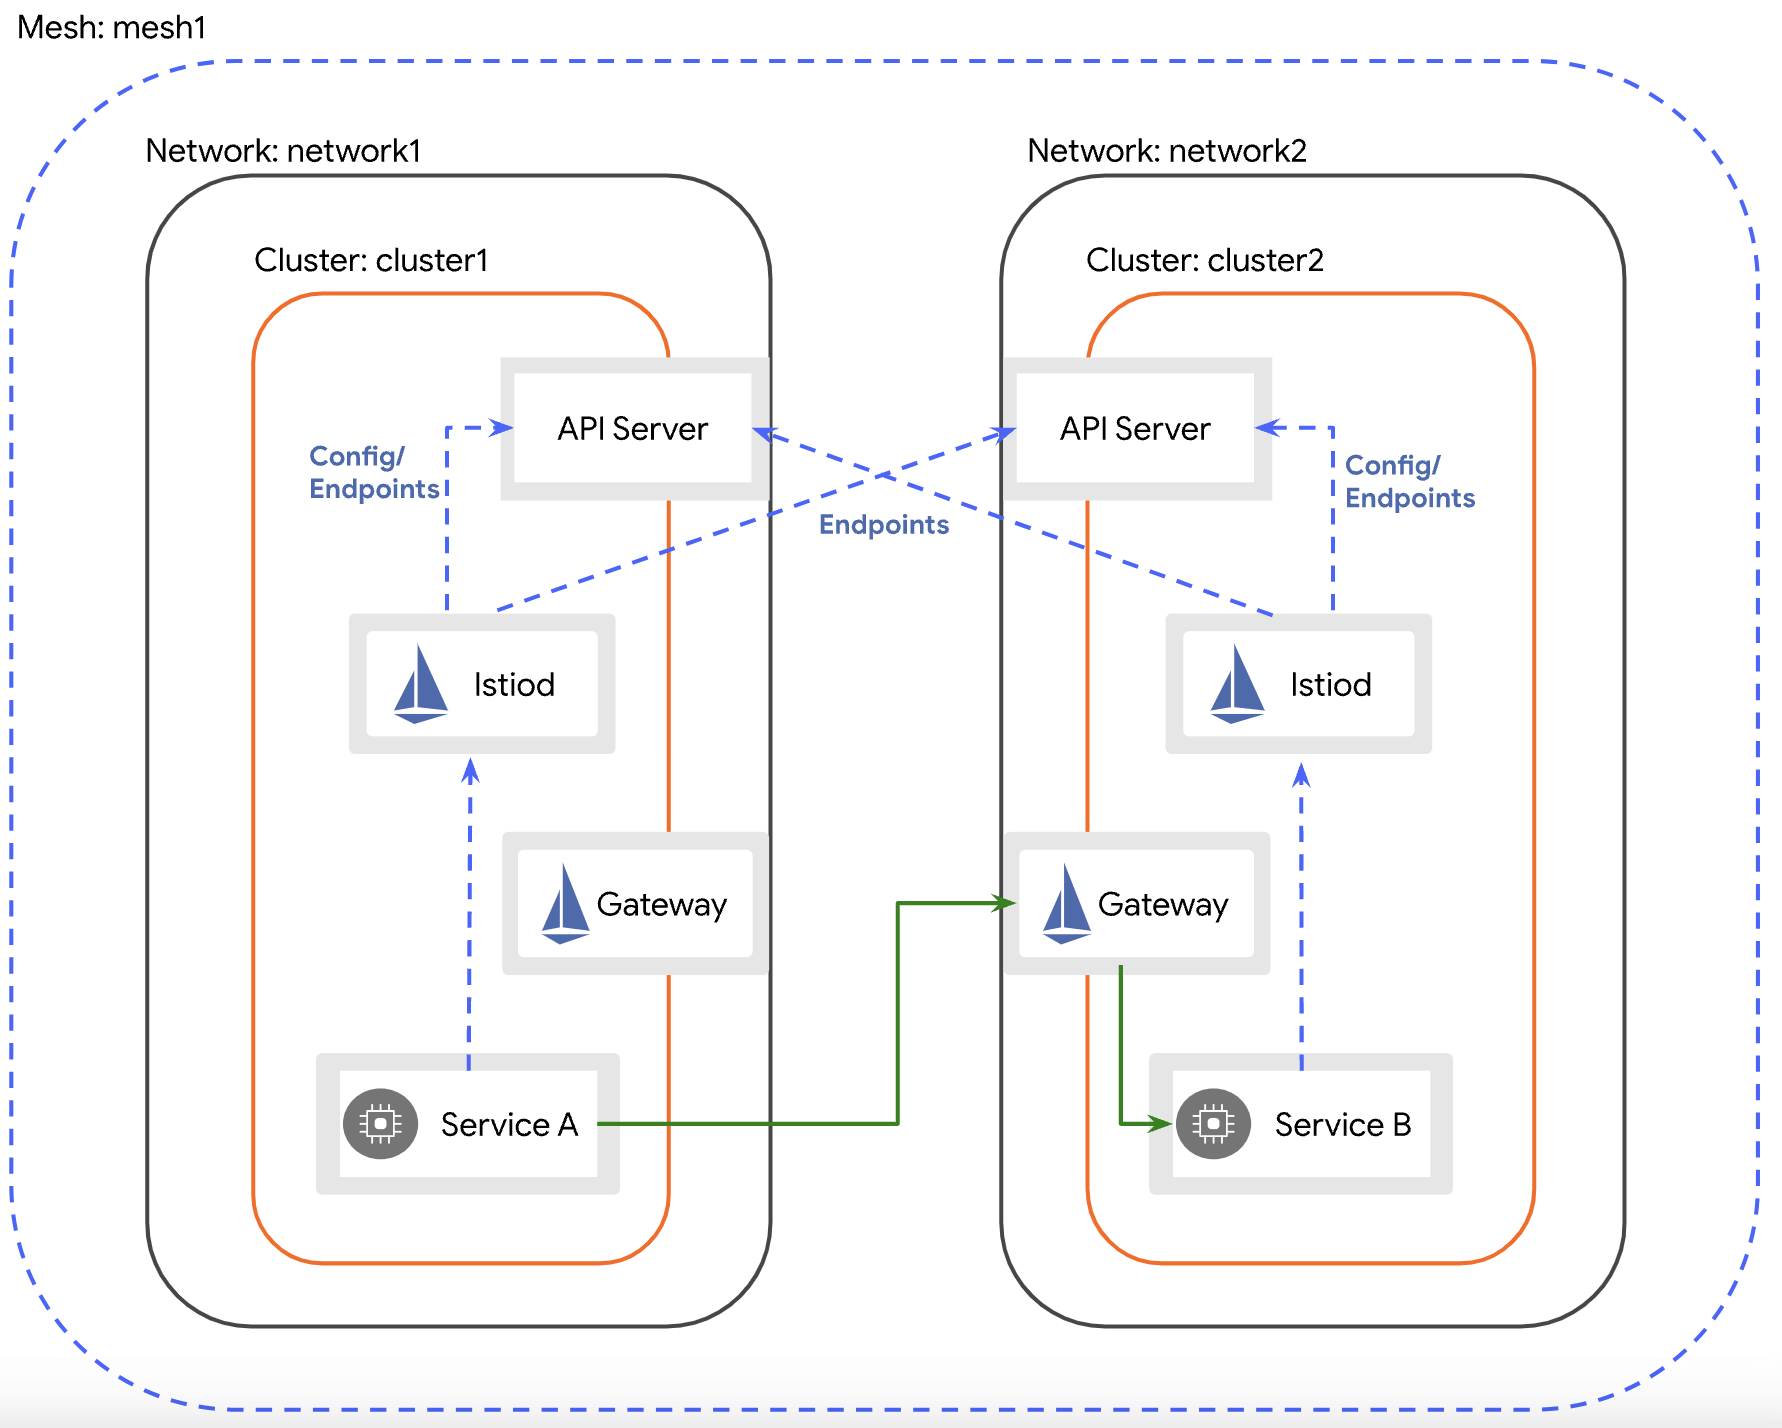 Mesh: mesh1
Network: network1
Network: network2
Cluster: cluster1
Cluster: cluster2
API Server
API Server
Config/
Endpoints
Config/
Endpoints
Endpoints
Istiod
Istiod
Gateway
Gateway
Service A
Service B